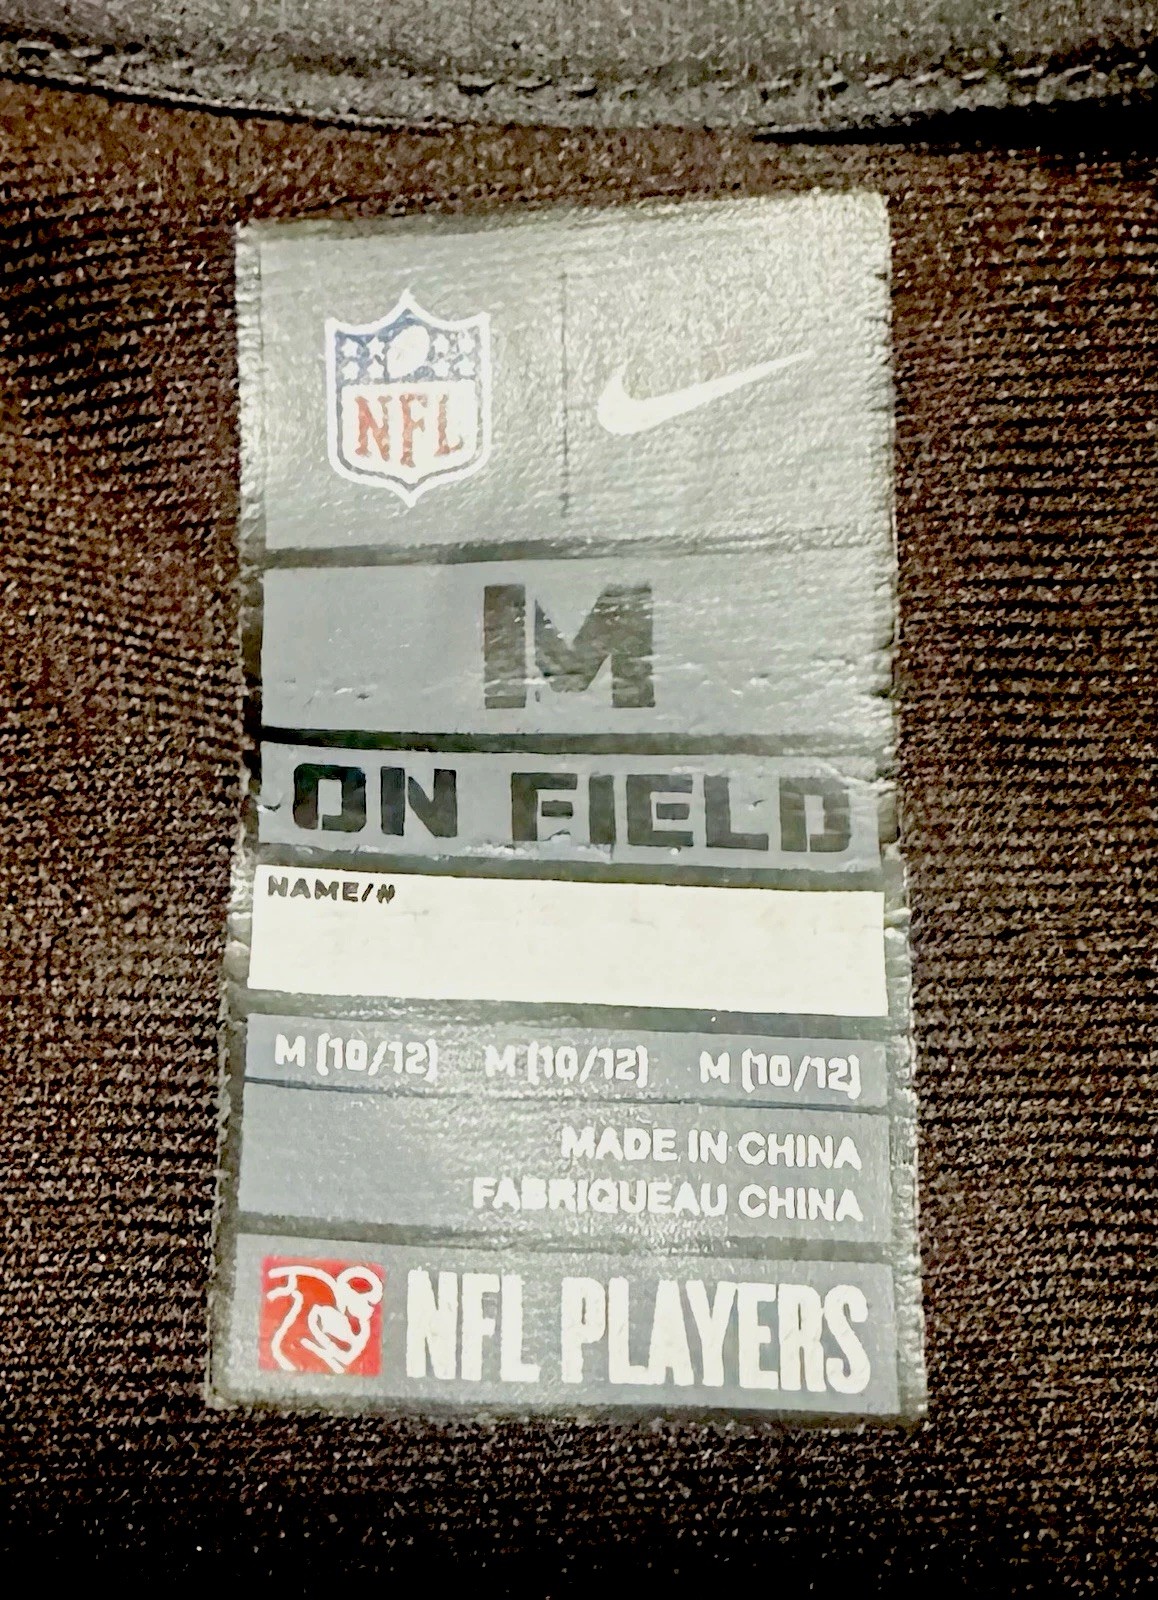 NFL
M
ON FIELD
NAME/#
M (10/12) M (10/12) M (10/12)
MADE IN CHINA
FABRIQUEAU CHINA
NFL PLAYERS